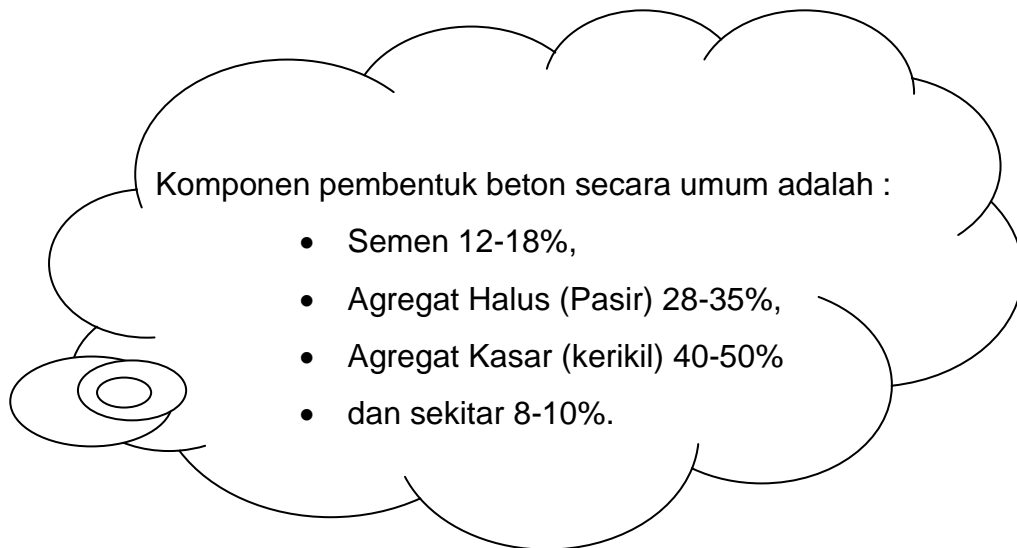 Komponen pembentuk beton secara umum adalah :
• Semen 12-18%,
• Agregat Halus (Pasir) 28-35%,
• Agregat Kasar (kerikil) 40-50%
• dan sekitar 8-10%.